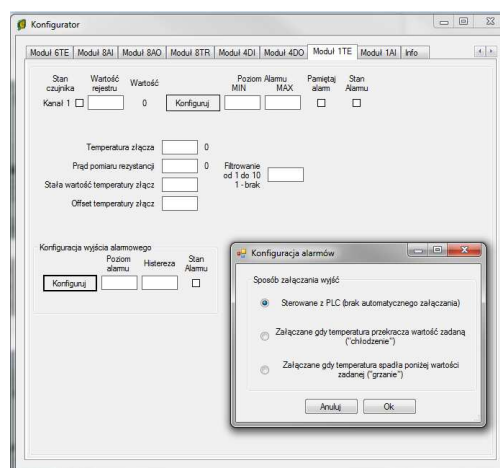 Konfigurator
Moduł 6TE Moduł 8AI Moduł 8AO Moduł 8TR Moduł 4DI Moduł 4DO Moduł 1TE Moduł 1AI Info
Stan czujnika Wartość rejestru Wartość Poziom Alarmu MIN MAX Pamiętaj alarm Stan Alarmu
Kanał 1 0 Konfiguruj
Temperatura złącza 0
Prąd pomiaru rezystancji 0
Filtrowanie
od 1 do 10
1 - brak
Stała wartość temperatury złącz
Offset temperatury złącz
Konfiguracja wyjścia alarmowego
Poziom alarmu Histereza Stan Alarmu
Konfiguruj
Konfiguracja alarmów
Sposób załączania wyjść
Sterowane z PLC (brak automatycznego załączania)
Załączane gdy temperatura przekracza wartość zadaną
("chłodzenie")
Załączane gdy temperatura spadła poniżej wartości
zadanej ("grzanie")
Anuluj Ok